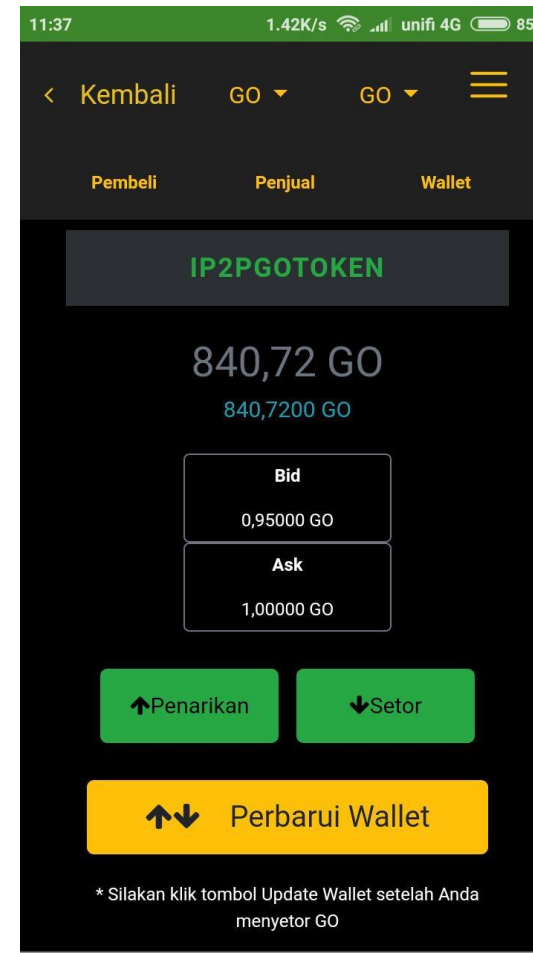 11:37 1.42K/s unifi 4G 85
< Kembali GO GO
Pembeli Penjual Wallet
IP2PGOTOKEN
840,72 GO
840,7200 GO
Bid
0,95000 GO
Ask
1,00000 GO
Penarikan Setor
Perbarui Wallet
* Silakan klik tombol Update Wallet setelah Anda
menyetor GO